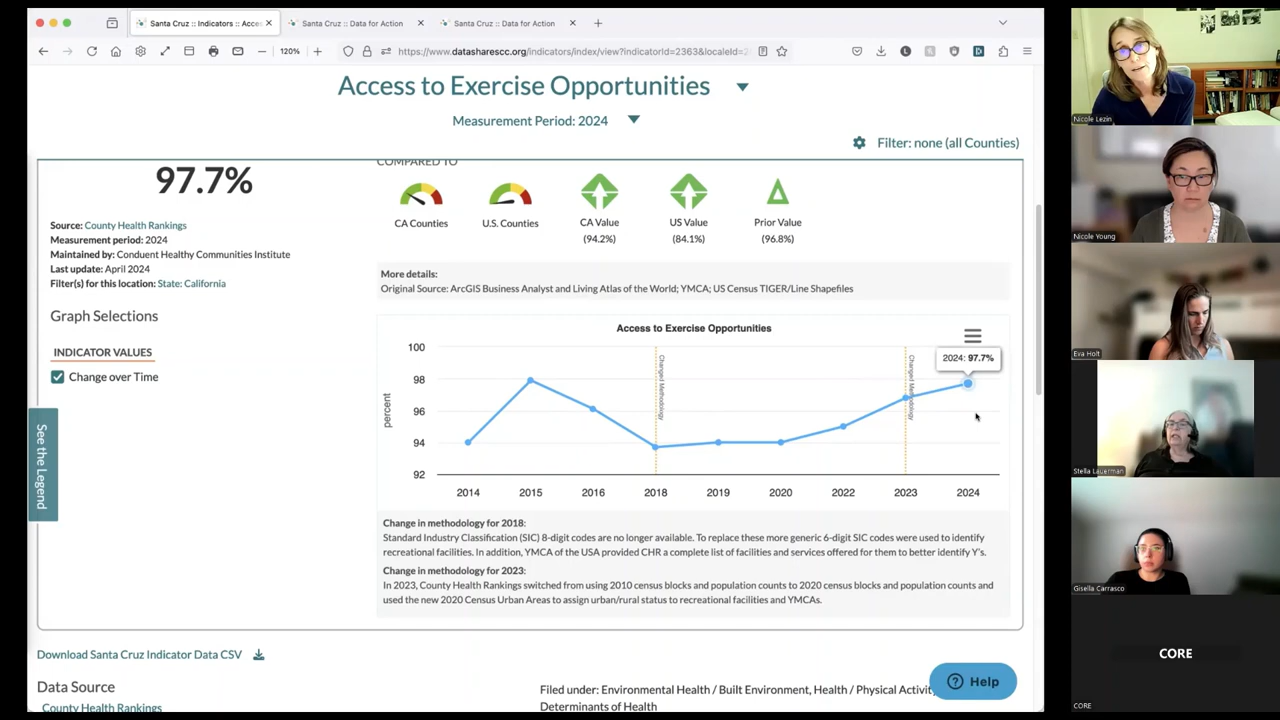 Santa Cruz :: Indicators :: Acces
Santa Cruz :: Data for Action
Santa Cruz :: Data for Action
120%
https://www.datasharescc.org/indicators/index/view?indicatorId=2363&localeId=2
Access to Exercise Opportunities
Measurement Period: 2024
Filter: none (all Counties)
97.7%
COMPARED TO
CA Counties
U.S. Counties
CA Value
(94.2%)
US Value
(84.1%)
Prior Value
(96.8%)
Source: County Health Rankings
Measurement period: 2024
Maintained by: Conduent Healthy Communities Institute
Last update: April 2024
Filter(s) for this location: State: California
More details:
Original Source: ArcGIS Business Analyst and Living Atlas of the World; YMCA; US Census TIGER/Line Shapefiles
Graph Selections
INDICATOR VALUES
Change over Time
See the Legend
Access to Exercise Opportunities
2024: 97.7%
percent
100
98
96
94
92
Changed Methodology
Changed Methodology
2014 2015 2016 2018 2019 2020 2022 2023 2024
Change in methodology for 2018:
Standard Industry Classification (SIC) 8-digit codes are no longer available. To replace these more generic 6-digit SIC codes were used to identify
recreational facilities. In addition, YMCA of the USA provided CHR a complete list of facilities and services offered for them to better identify Y's.
Change in methodology for 2023:
In 2023, County Health Rankings switched from using 2010 census blocks and population counts to 2020 census blocks and population counts and
used the new 2020 Census Urban Areas to assign urban/rural status to recreational facilities and YMCAs.
Download Santa Cruz Indicator Data CSV
Data Source
County Health Rankings
Filed under: Environmental Health / Built Environment, Health / Physical Activity
Determinants of Health
Help
Nicole Lezin
Nicole Young
Eva Holt
Stella Lauerman
Gisella Carrasco
CORE
CORE